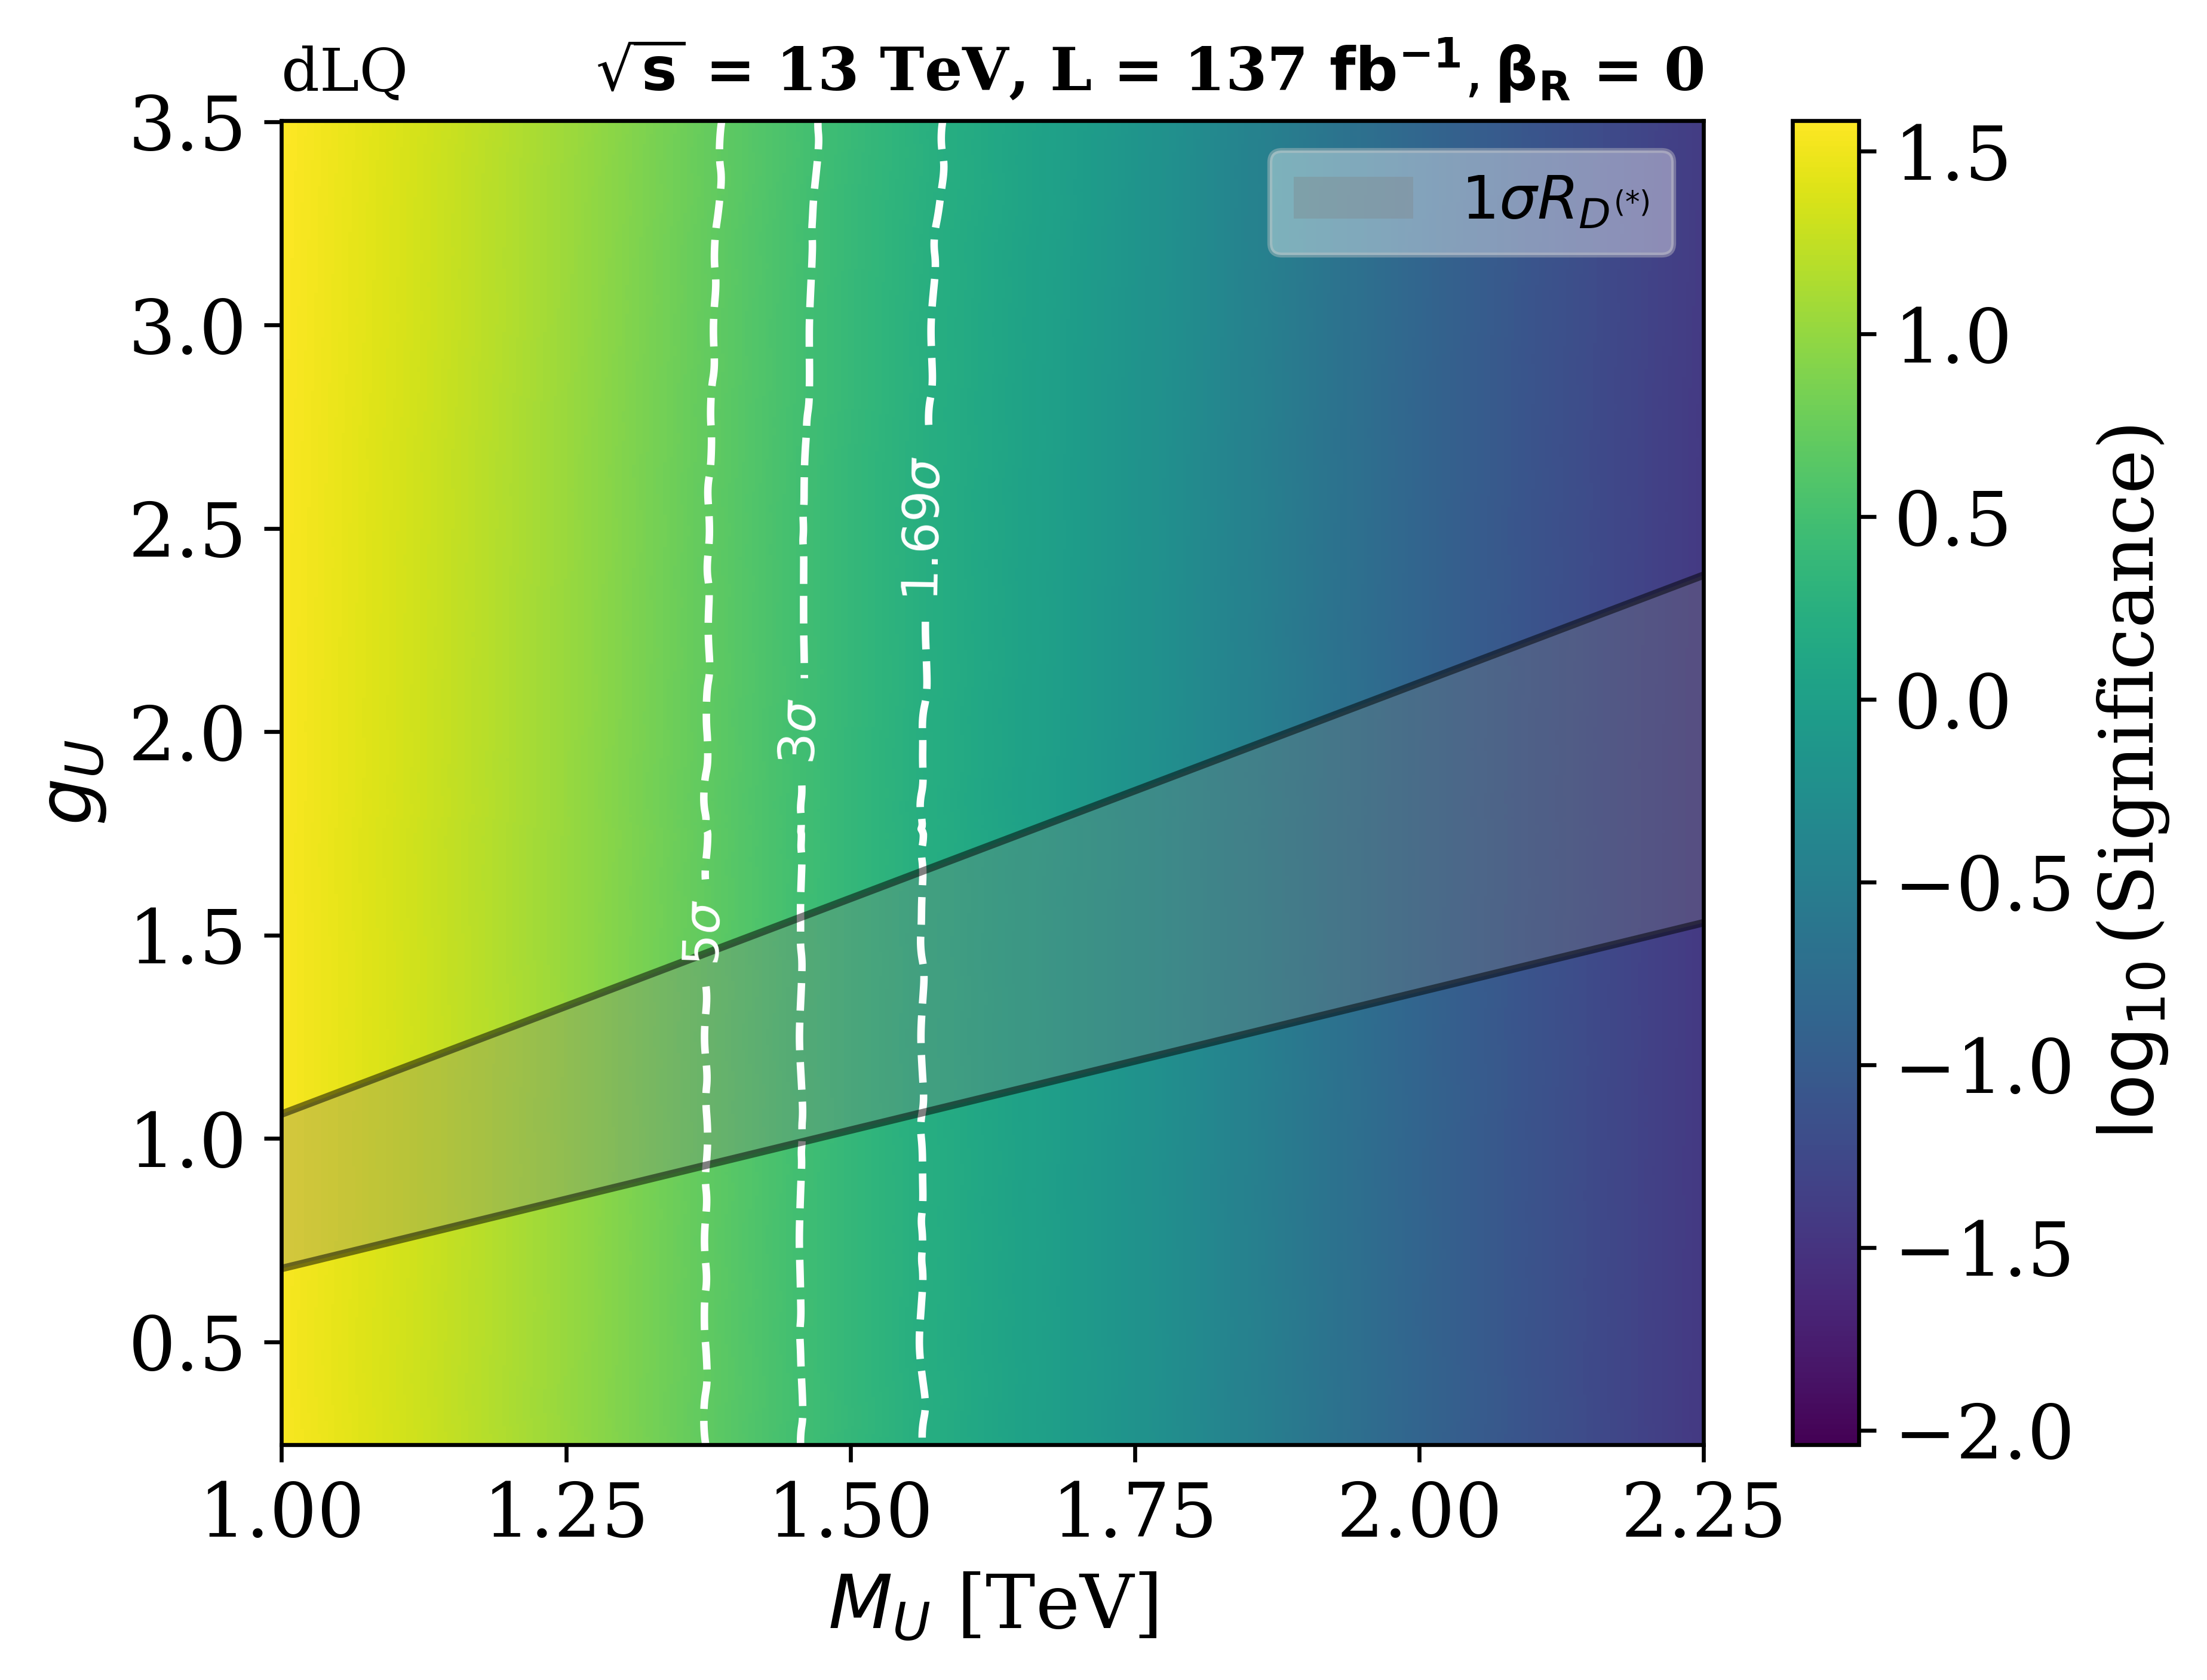 dLQ √s = 13 TeV, L = 137 fb⁻¹, β_R = 0
1σR_D⁽*⁾
1.69σ
3σ
5σ
g_U
3.5
3.0
2.5
2.0
1.5
1.0
0.5
1.00 1.25 1.50 1.75 2.00 2.25
M_U [TeV]
1.5
1.0
0.5
0.0
−0.5
−1.0
−1.5
−2.0
log₁₀ (Significance)